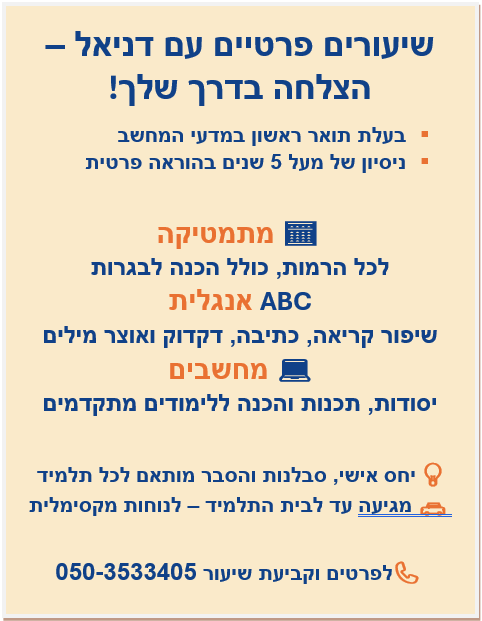 שיעורים פרטיים עם דניאל –
הצלחה בדרך שלך!
▪ בעלת תואר ראשון במדעי המחשב
▪ ניסיון של מעל 5 שנים בהוראה פרטית
מתמטיקה
לכל הרמות, כולל הכנה לבגרות
ABC אנגלית
שיפור קריאה, כתיבה, דקדוק ואוצר מילים
מחשבים
יסודות, תכנות והכנה ללימודים מתקדמים
יחס אישי, סבלנות והסבר מותאם לכל תלמיד
מגיעה עד לבית התלמיד – לנוחות מקסימלית
לפרטים וקביעת שיעור 050-3533405